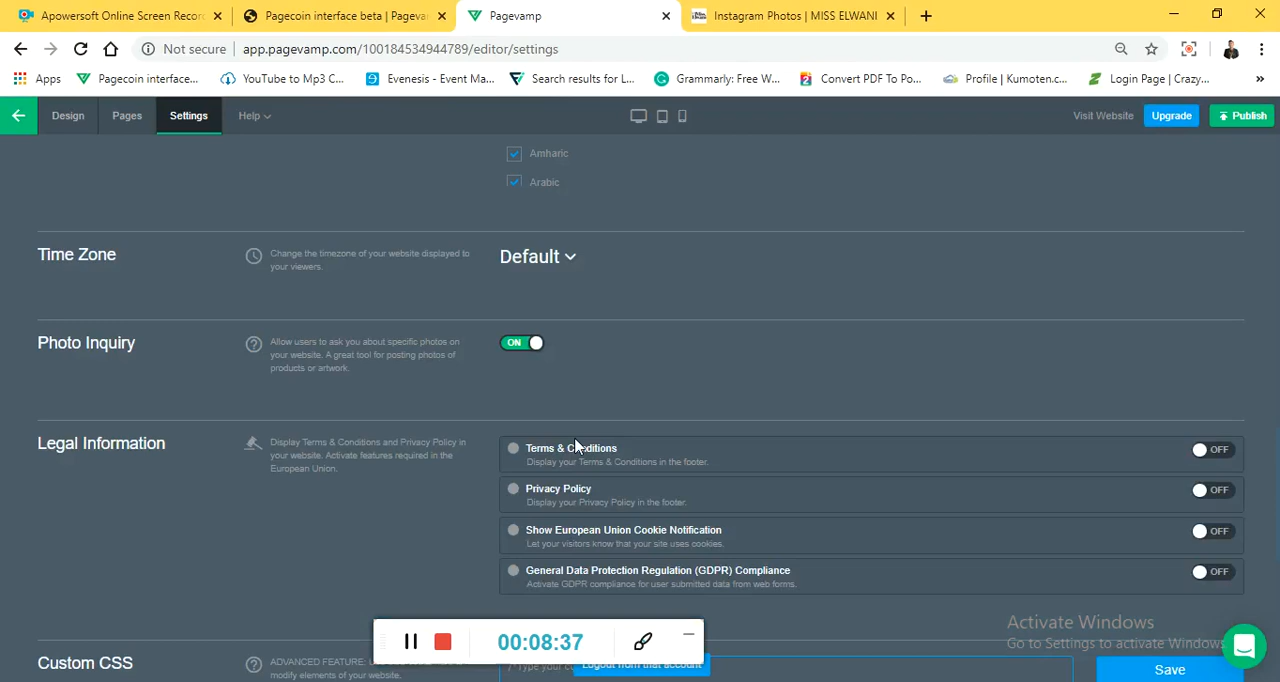 Apowersoft Online Screen Recor
Pagecoin interface beta | Pageva
Pagevamp
Instagram Photos | MISS ELWANI
Not secure | app.pagevamp.com/100184534944789/editor/settings
Apps
Pagecoin interface...
YouTube to Mp3 C...
Evenesis - Event Ma...
Search results for L...
Grammarly: Free W...
Convert PDF To Po...
Profile | Kumoten.c...
Login Page | Crazy...
»
Design
Pages
Settings
Help
Visit Website
Upgrade
Publish
Amharic
Arabic
Time Zone
Change the timezone of your website displayed to
your viewers.
Default
Photo Inquiry
Allow users to ask you about specific photos on
your website. A great tool for posting photos of
products or artwork.
ON
Legal Information
Display Terms & Conditions and Privacy Policy in
your website. Activate features required in the
European Union.
Terms & Conditions
Display your Terms & Conditions in the footer.
OFF
Privacy Policy
Display your Privacy Policy in the footer.
OFF
Show European Union Cookie Notification
Let your visitors know that your site uses cookies.
OFF
General Data Protection Regulation (GDPR) Compliance
Activate GDPR compliance for user submitted data from web forms.
OFF
00:08:37
Activate Windows
Go to Settings to activate Windows.
Custom CSS
ADVANCED FEATURE:
modify elements of your website.
/* Type your
Logout from that account
Save